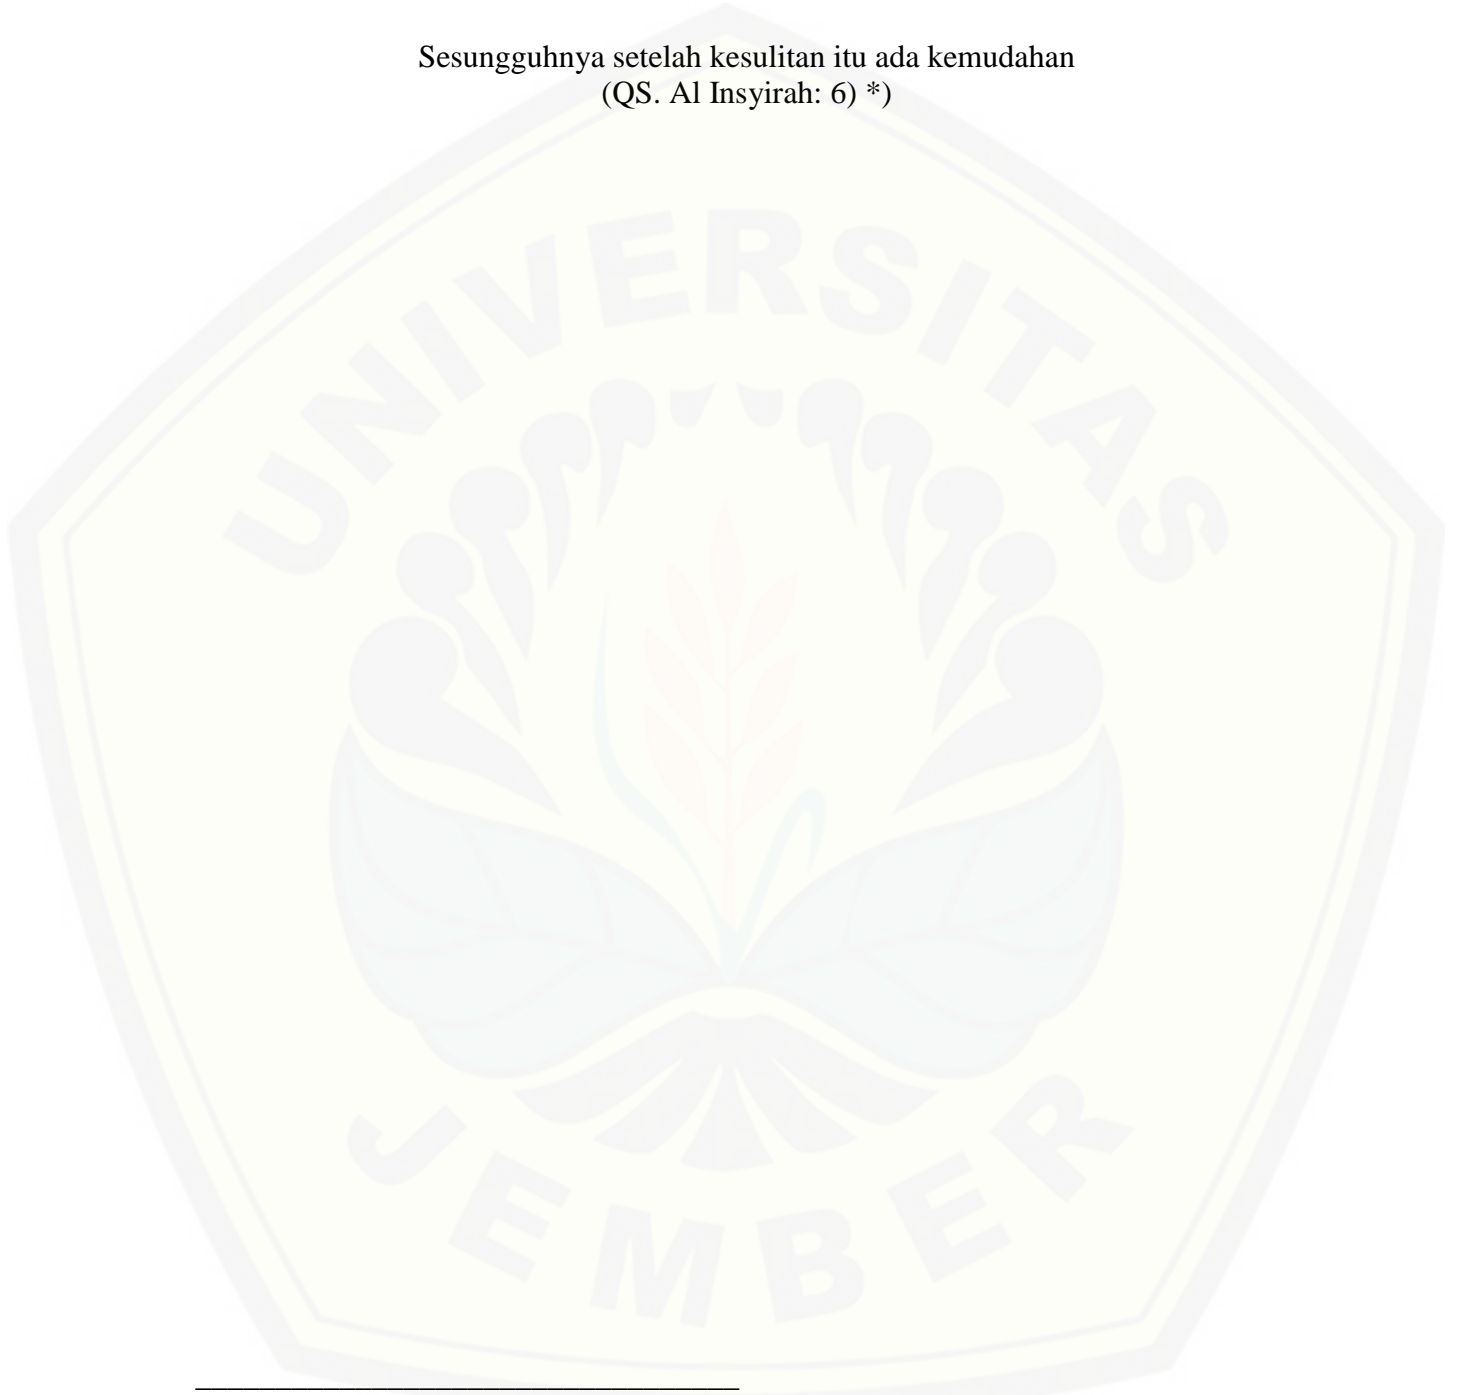 Sesungguhnya setelah kesulitan itu ada kemudahan
(QS. Al Insyirah: 6) *)
UNIVERSITAS
JEMBER